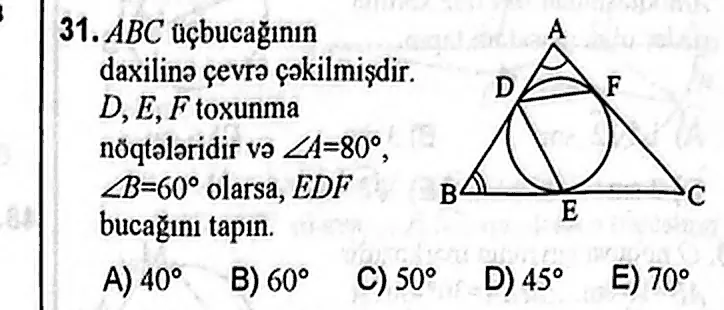 31. ABC üçbucağının
daxilinə çevrə çəkilmişdir.
D, E, F toxunma
nöqtələridir və ∠A=80°,
∠B=60° olarsa, EDF
bucağını tapın.
A
D
F
B
E
C
A) 40° B) 60° C) 50° D) 45° E) 70°